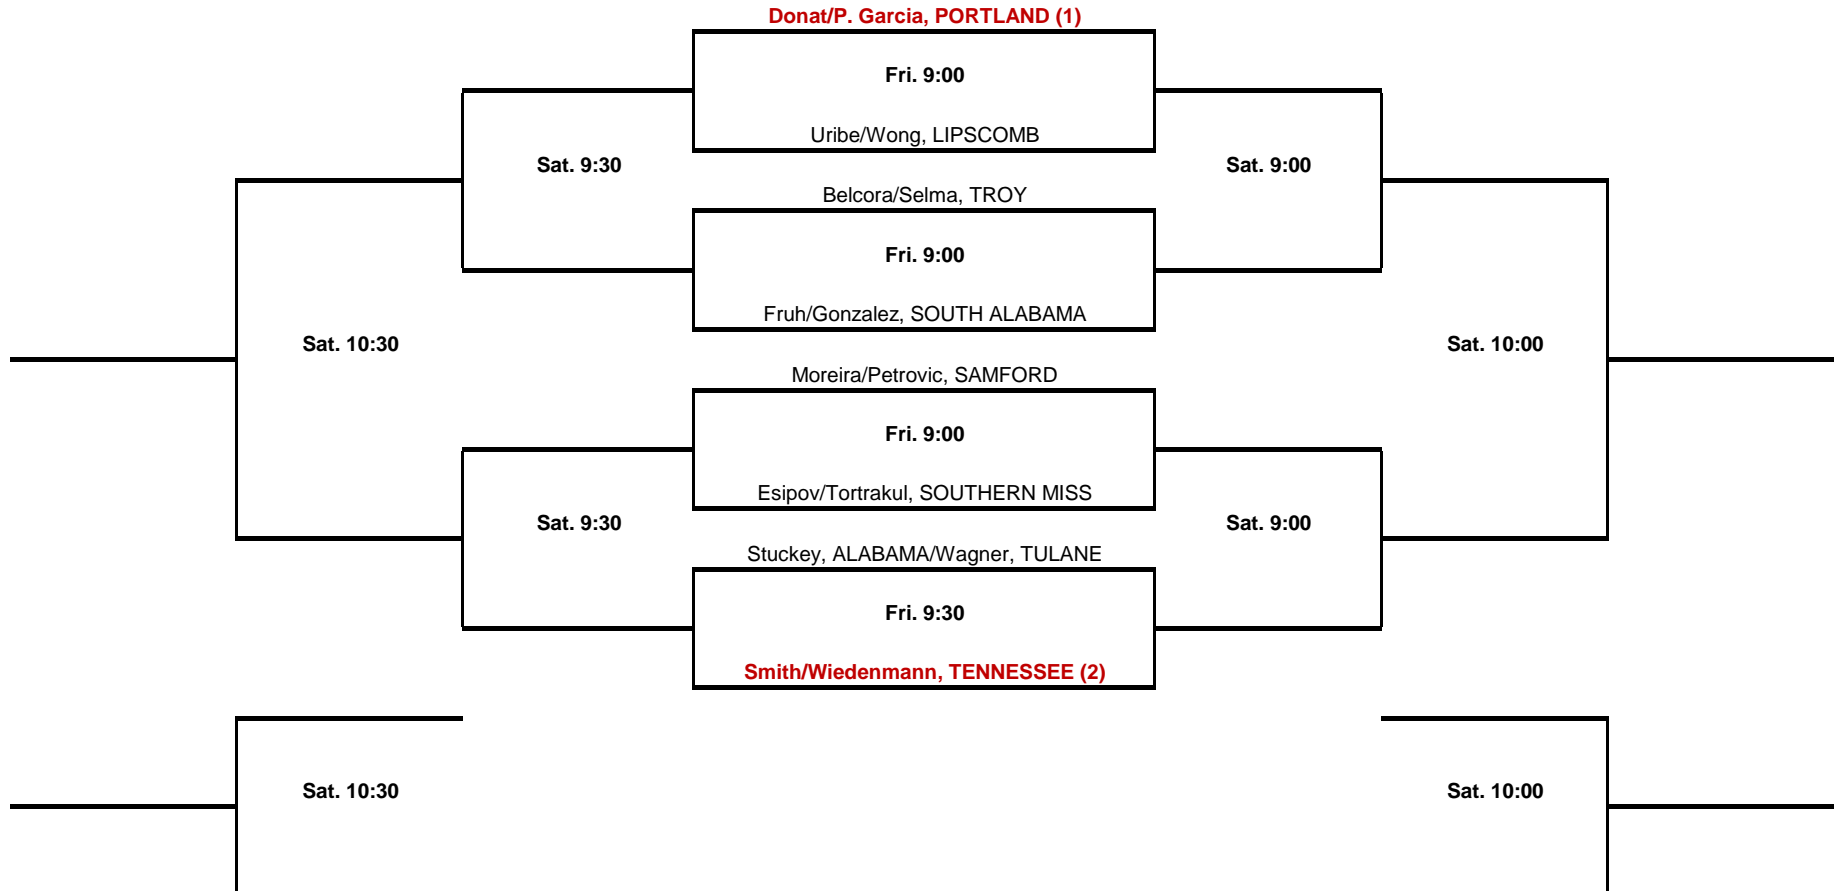 Donat/P. Garcia, PORTLAND (1)
Fri. 9:00
Uribe/Wong, LIPSCOMB
Sat. 9:30
Sat. 9:00
Belcora/Selma, TROY
Fri. 9:00
Fruh/Gonzalez, SOUTH ALABAMA
Sat. 10:30
Sat. 10:00
Moreira/Petrovic, SAMFORD
Fri. 9:00
Esipov/Tortrakul, SOUTHERN MISS
Sat. 9:30
Sat. 9:00
Stuckey, ALABAMA/Wagner, TULANE
Fri. 9:30
Smith/Wiedenmann, TENNESSEE (2)
Sat. 10:30
Sat. 10:00